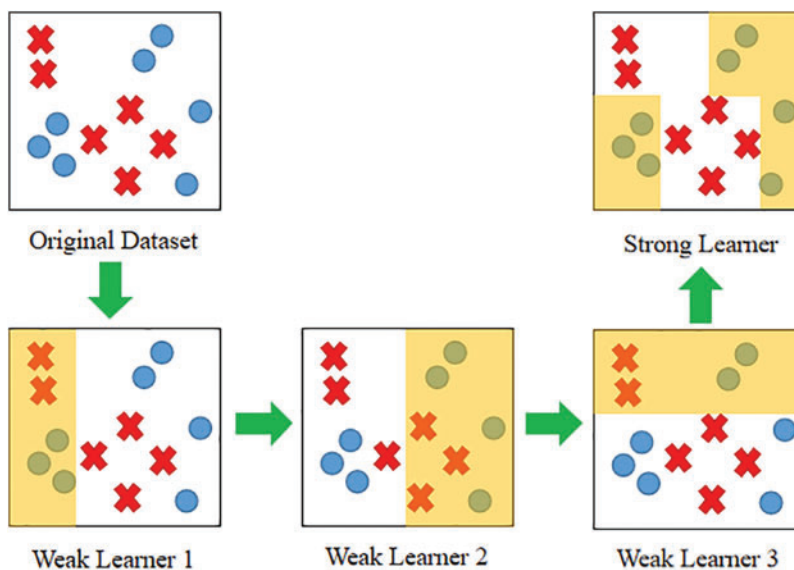 Original Dataset
Strong Learner
Weak Learner 1
Weak Learner 2
Weak Learner 3